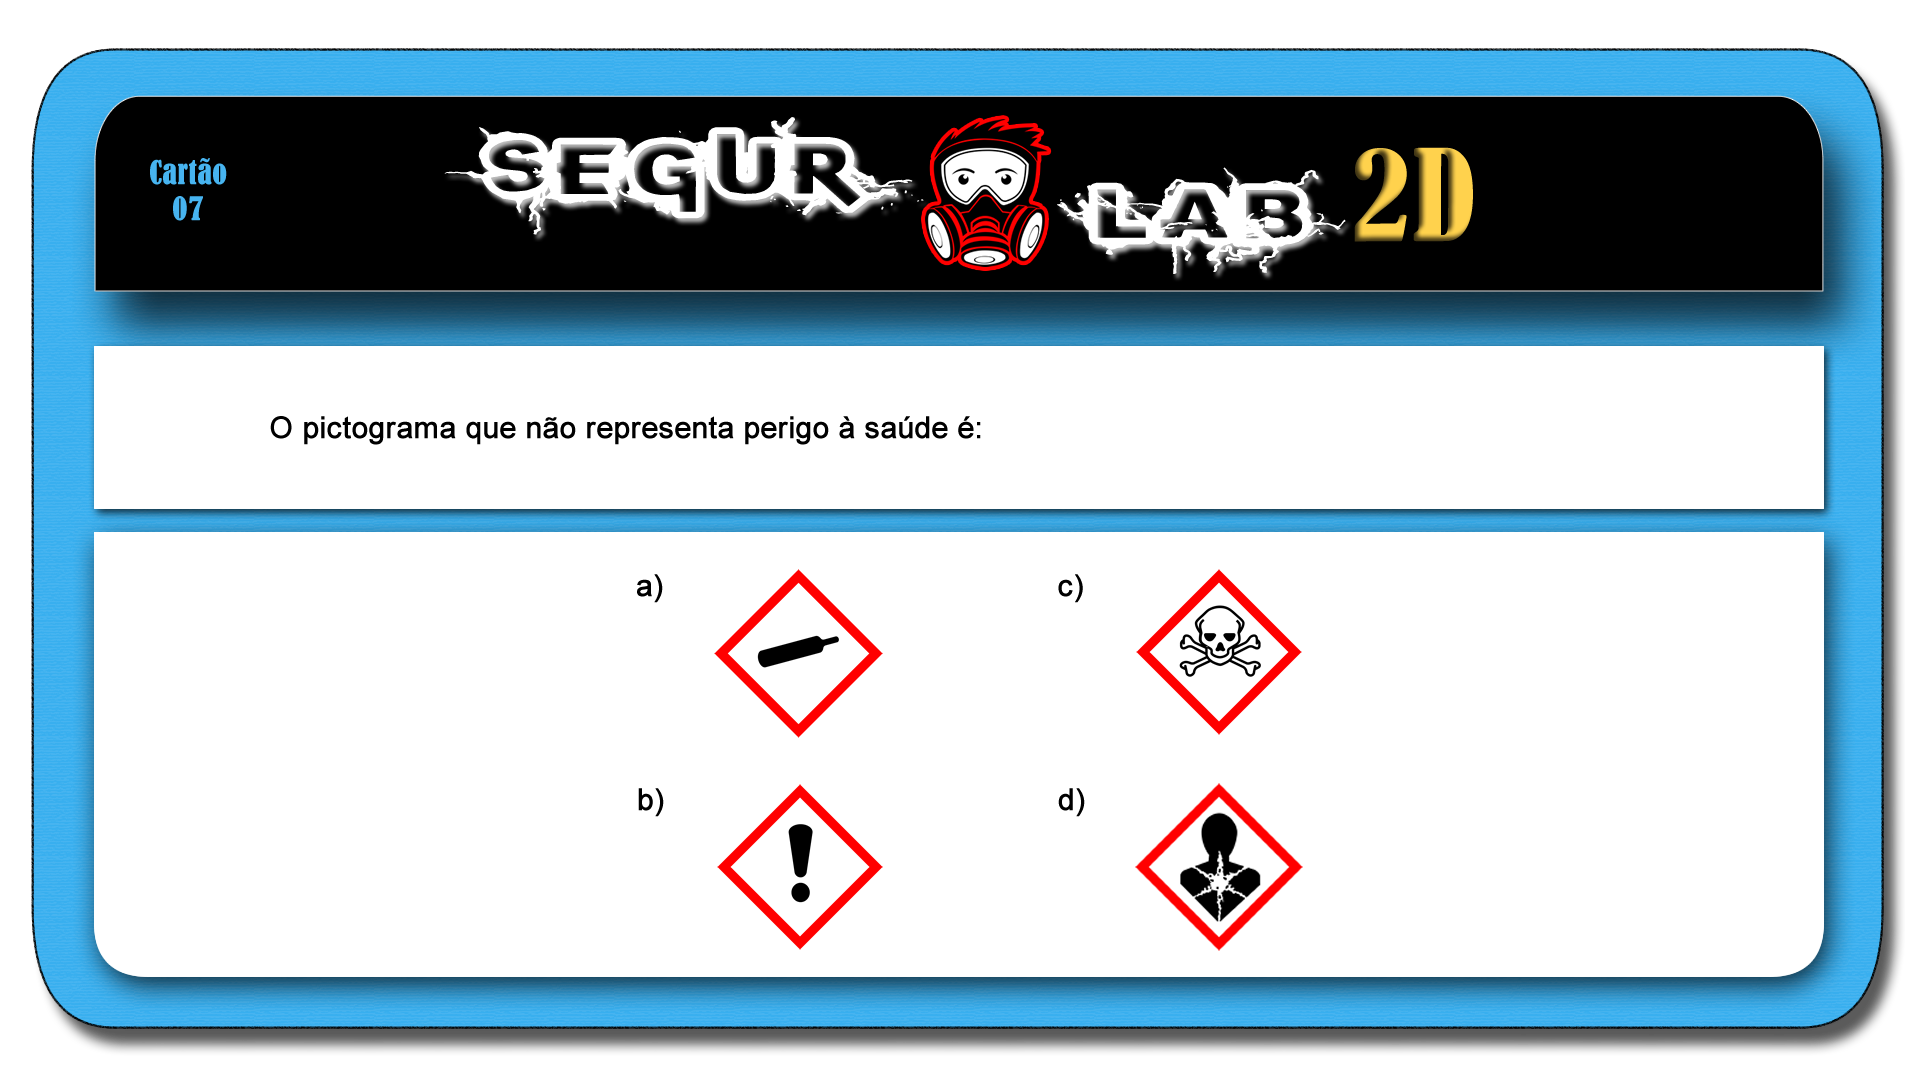 Cartão
07
SEGUR LAB 2D
O pictograma que não representa perigo à saúde é:
a)
c)
b)
d)